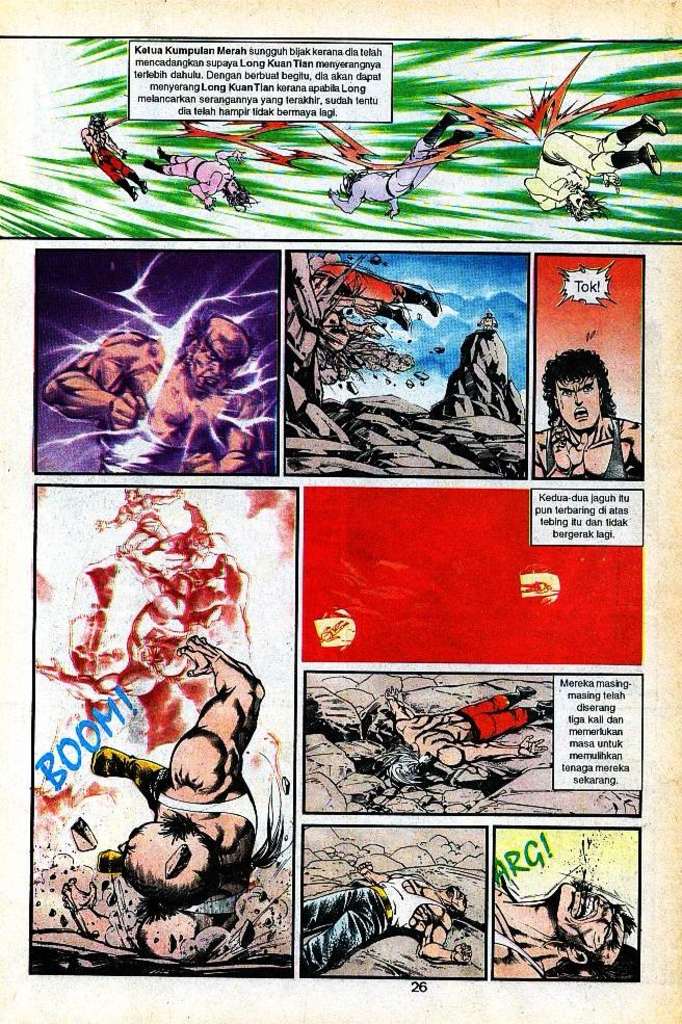 Ketua Kumpulan Merah sungguh bijak kerana dia telah
mencadangkan supaya Long Kuan Tian menyerangnya
terlebih dahulu. Dengan berbuat begitu, dia akan dapat
menyerang Long Kuan Tian kerana apabila Long
melancarkan serangannya yang terakhir, sudah tentu
dia telah hampir tidak bermaya lagi.
Tok!
BOOM!
Kedua-dua jaguh itu
pun terbaring di atas
tebing itu dan tidak
bergerak lagi.
Mereka masing-
masing telah
diserang
tiga kali dan
memerlukan
masa untuk
memulihkan
tenaga mereka
sekarang.
ARG!
26